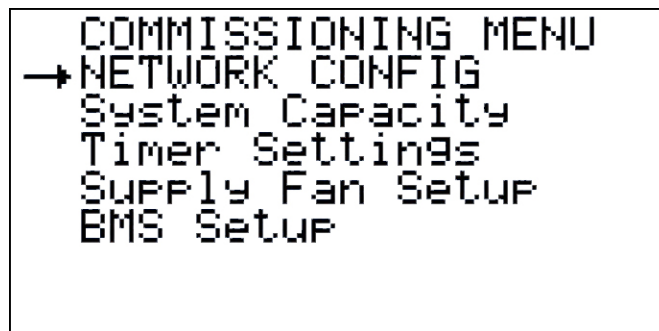 COMMISSIONING MENU
→NETWORK CONFIG
System Capacity
Timer Settings
Supply Fan Setup
BMS Setup